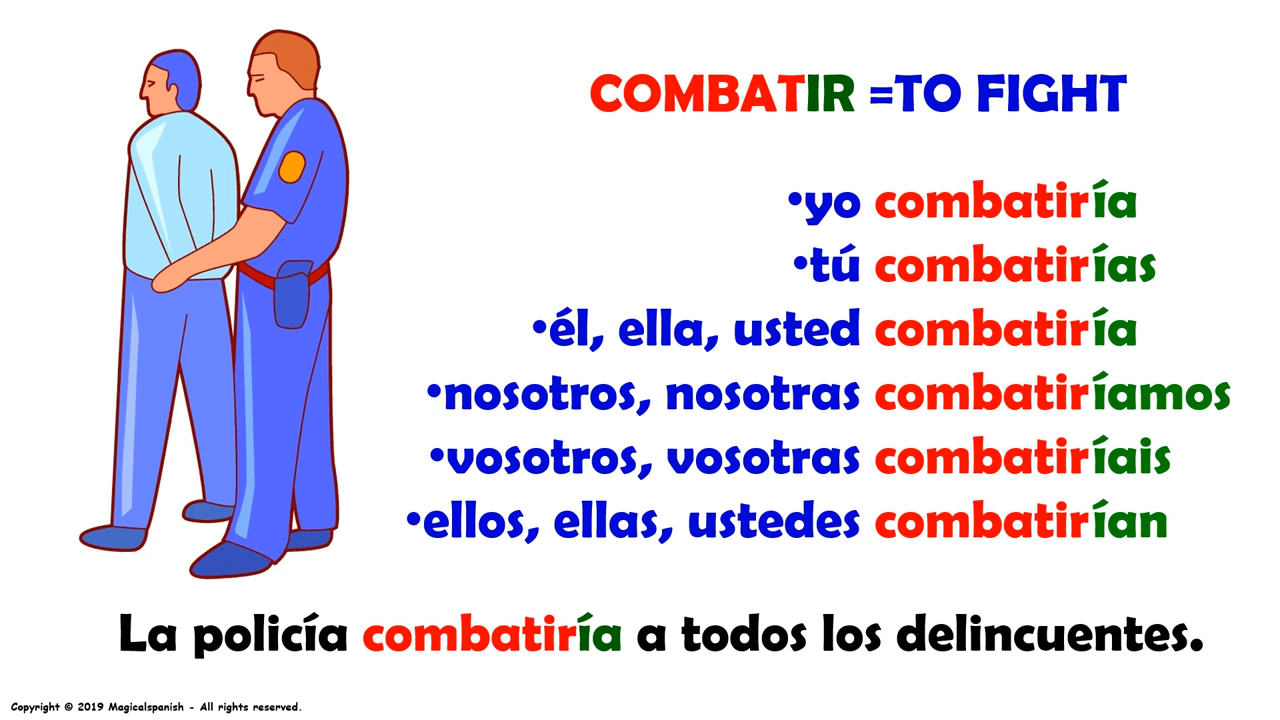 COMBATIR =TO FIGHT
•yo combatiría
•tú combatirías
•él, ella, usted combatiría
•nosotros, nosotras combatiríamos
•vosotros, vosotras combatiríais
•ellos, ellas, ustedes combatirían
La policía combatiría a todos los delincuentes.
Copyright © 2019 Magicalspanish - All rights reserved.